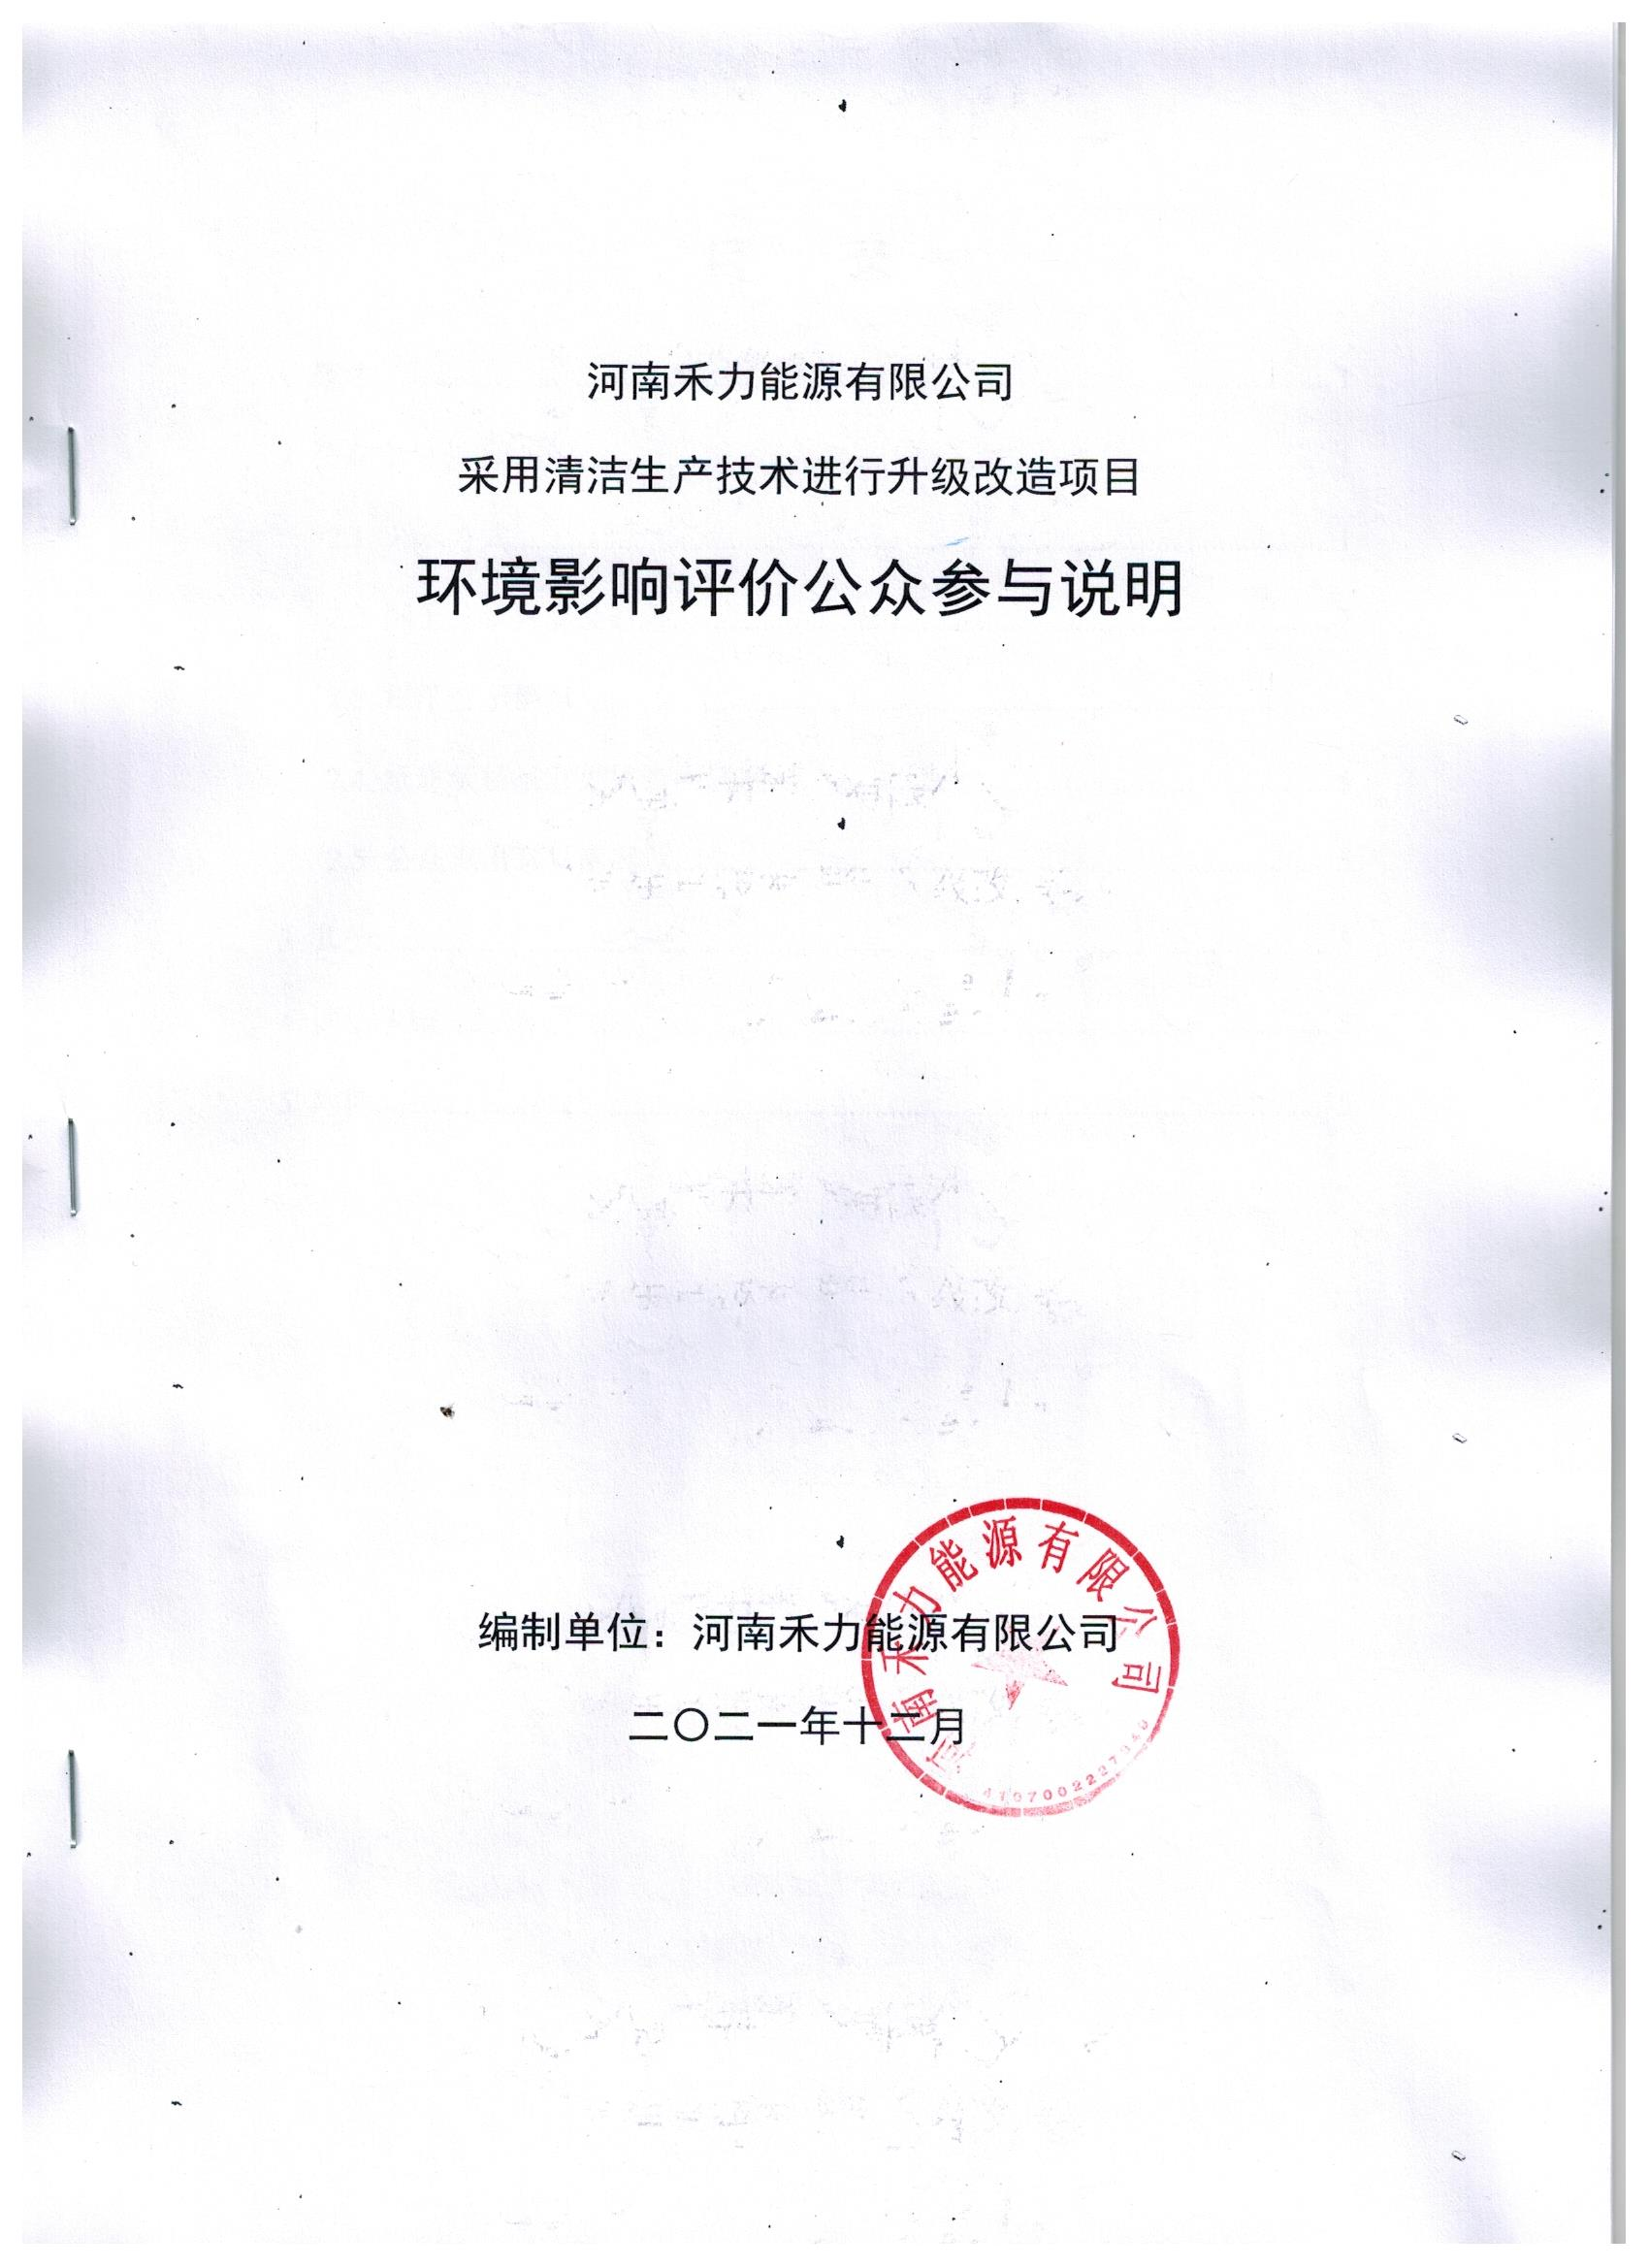 河南禾力能源有限公司
采用清洁生产技术进行升级改造项目
环境影响评价公众参与说明
编制单位：河南禾力能源有限公司
二〇二一年十二月
河南禾力能源有限公司